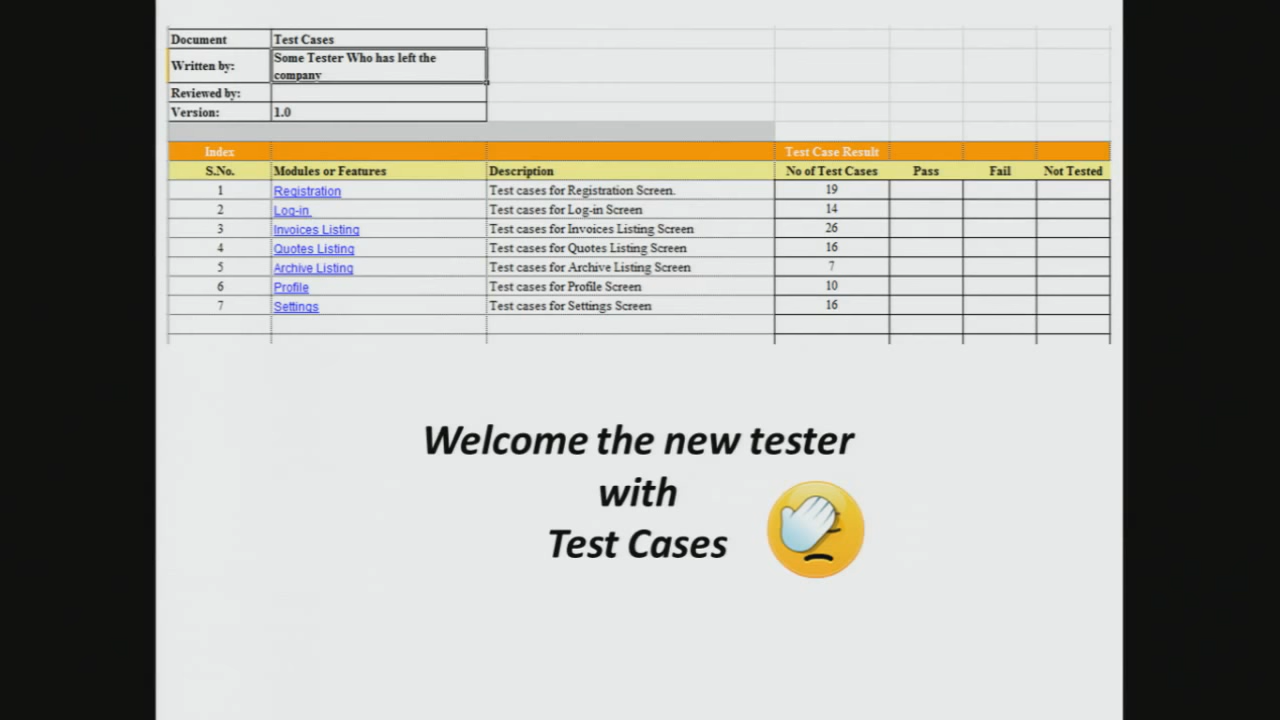 Document Test Cases
Written by: Some Tester Who has left the
company
Reviewed by:
Version: 1.0
Index Test Case Result
S.No. Modules or Features Description No of Test Cases Pass Fail Not Tested
1 Registration Test cases for Registration Screen. 19
2 Log-in Test cases for Log-in Screen 14
3 Invoices Listing Test cases for Invoices Listing Screen 26
4 Quotes Listing Test cases for Quotes Listing Screen 16
5 Archive Listing Test cases for Archive Listing Screen 7
6 Profile Test cases for Profile Screen 10
7 Settings Test cases for Settings Screen 16
Welcome the new tester
with
Test Cases